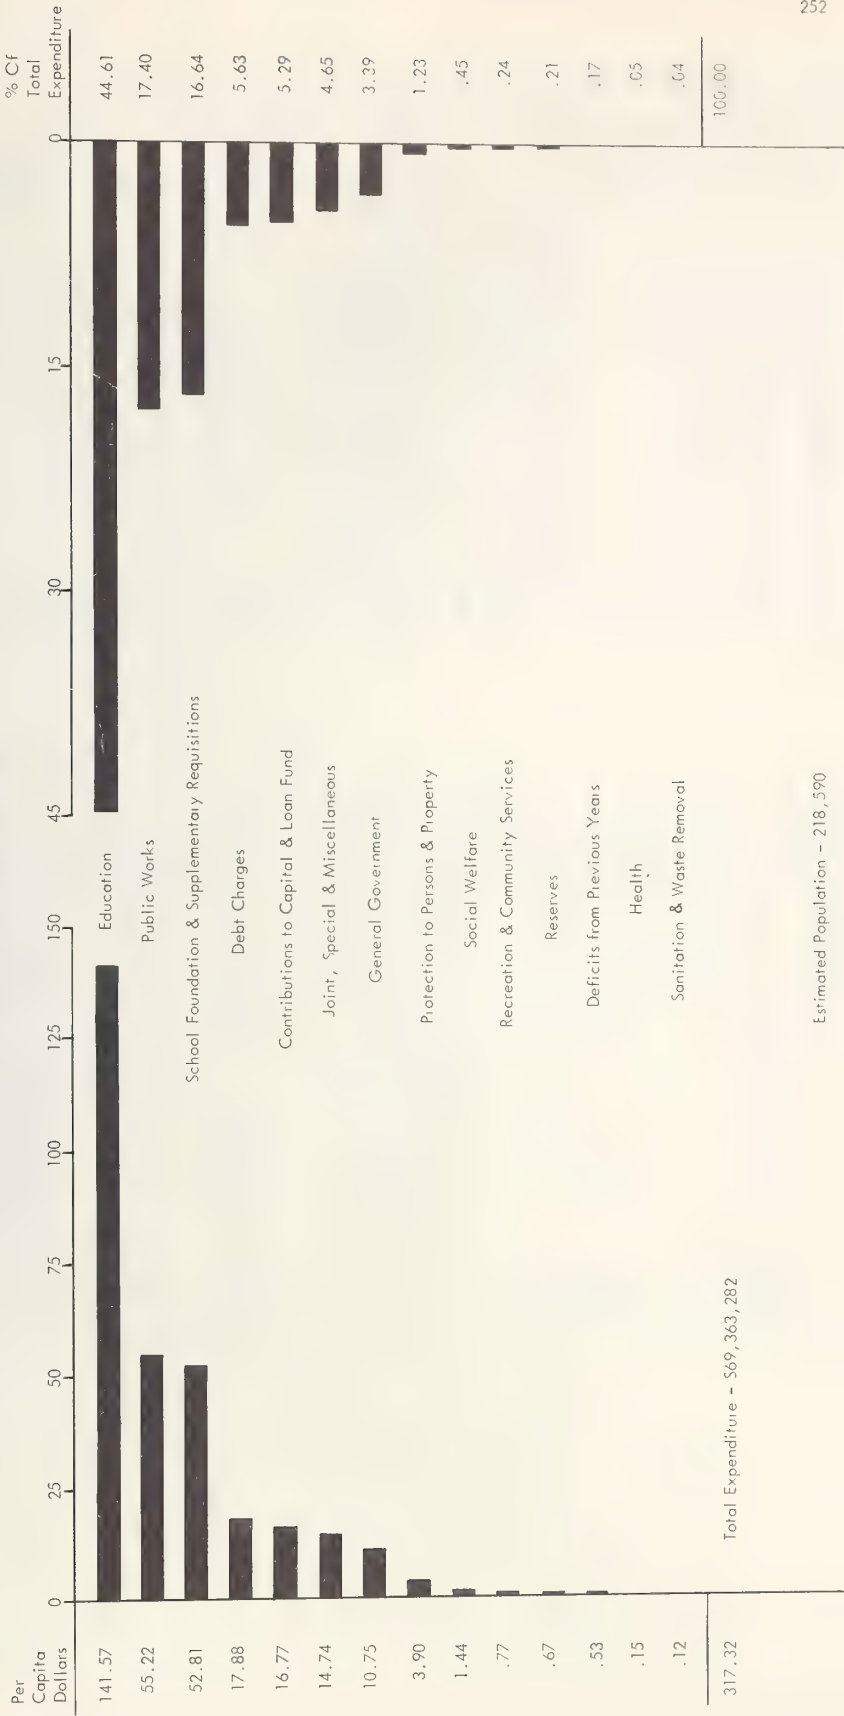 252
Per
Capita
Dollars
0 25 50 75 100 125 150
45 30 15 0
% Cf
Total
Expenditure
141.57 Education 44.61
55.22 Public Works 17.40
52.81 School Foundation & Supplementary Requisitions 16.64
17.88 Debt Charges 5.63
16.77 Contributions to Capital & Loan Fund 5.29
14.74 Joint, Special & Miscellaneous 4.65
10.75 General Government 3.39
3.90 Protection to Persons & Property 1.23
1.44 Social Welfare .45
.77 Recreation & Community Services .24
.67 Reserves .21
.53 Deficits from Previous Years .17
.15 Health .05
.12 Sanitation & Waste Removal .04
317.32 Total Expenditure - $69,363,282 100.00
Estimated Population - 218,590